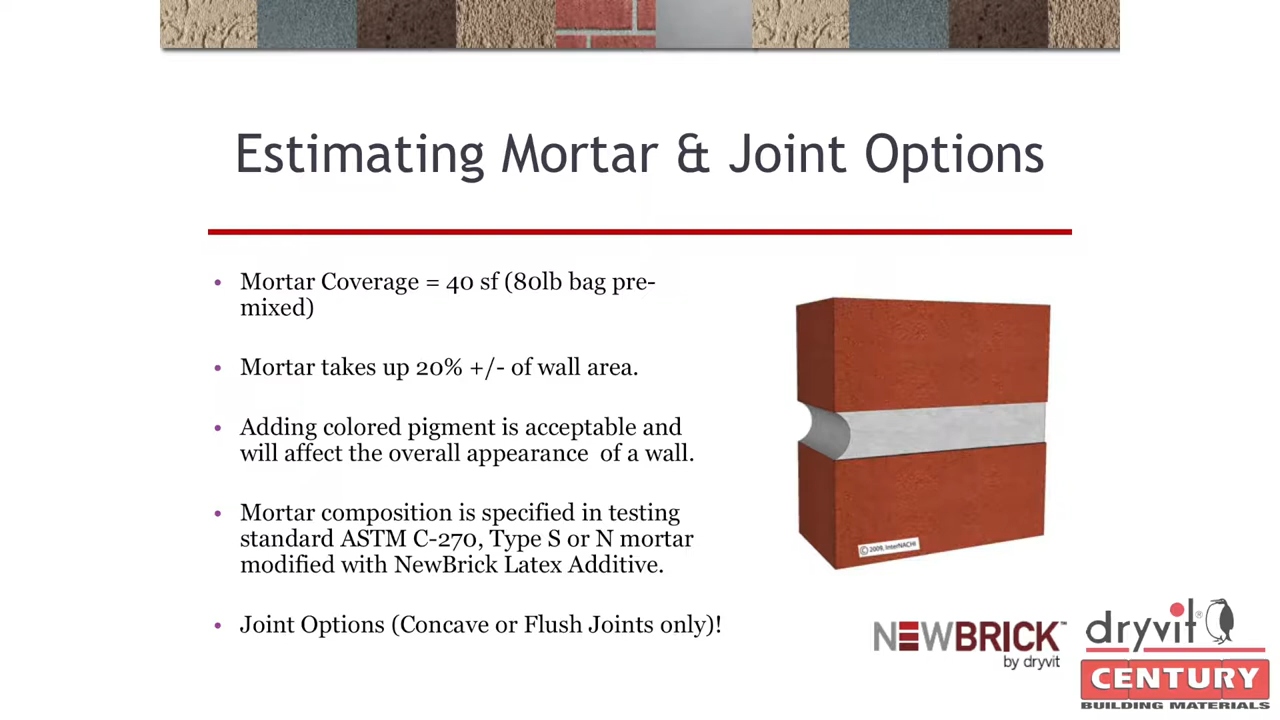 Estimating Mortar & Joint Options
• Mortar Coverage = 40 sf (80lb bag pre-
mixed)
• Mortar takes up 20% +/- of wall area.
• Adding colored pigment is acceptable and
will affect the overall appearance of a wall.
• Mortar composition is specified in testing
standard ASTM C-270, Type S or N mortar
modified with NewBrick Latex Additive.
• Joint Options (Concave or Flush Joints only)!
© 2009, InterNACHI
NEWBRICK™
by dryvit
dryvit®
CENTURY
BUILDING MATERIALS